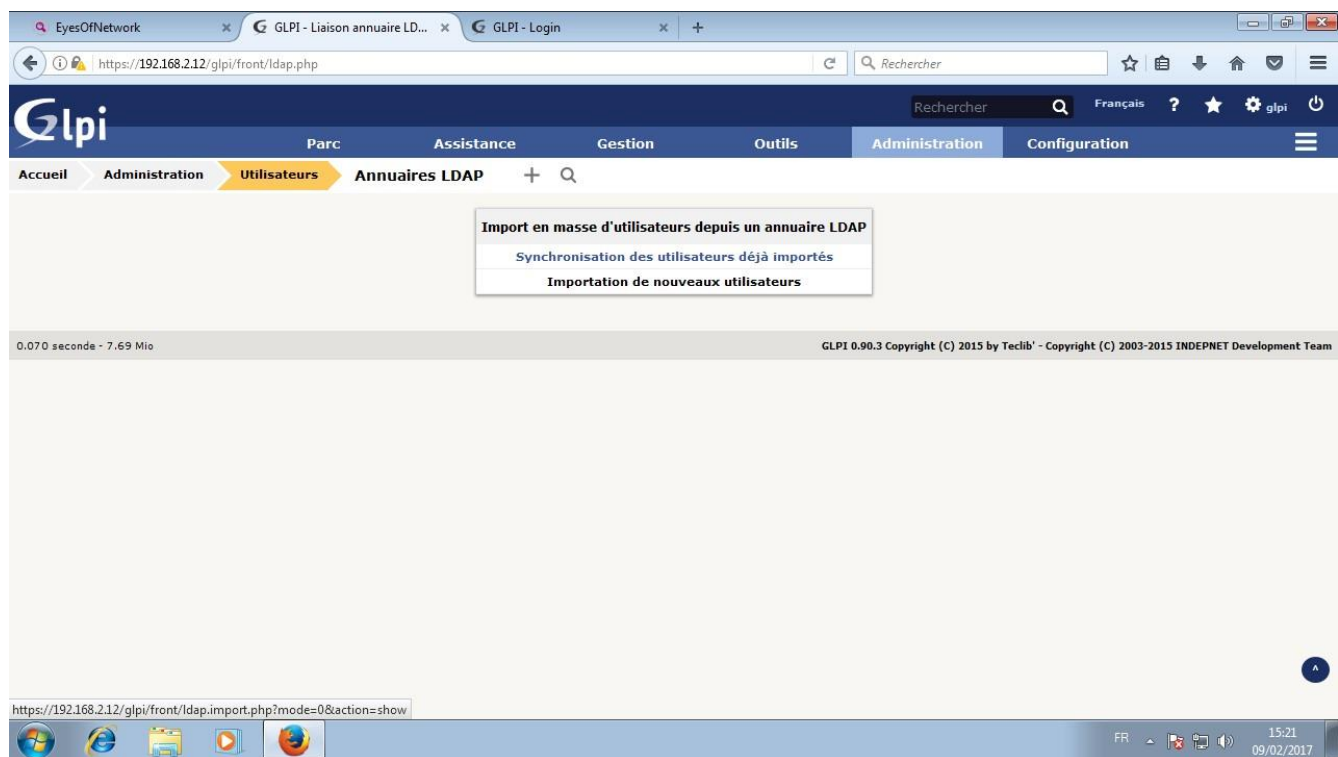 EyesOfNetwork
GLPI - Liaison annuaire LD...
GLPI - Login
https://192.168.2.12/glpi/front/ldap.php
Rechercher
Glpi
Rechercher
Français
?
glpi
Parc
Assistance
Gestion
Outils
Administration
Configuration
Accueil
Administration
Utilisateurs
Annuaires LDAP
Import en masse d'utilisateurs depuis un annuaire LDAP
Synchronisation des utilisateurs déjà importés
Importation de nouveaux utilisateurs
0.070 seconde - 7.69 Mio
GLPI 0.90.3 Copyright (C) 2015 by Teclib' - Copyright (C) 2003-2015 INDEPNET Development Team
https://192.168.2.12/glpi/front/ldap.import.php?mode=0&action=show
FR
15:21
09/02/2017